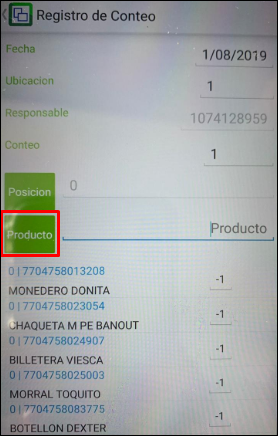 Registro de Conteo
Fecha 1/08/2019
Ubicacion 1
Responsable 1074128959
Conteo 1
Posicion 0
Producto Producto
0 | 7704758013208
MONEDERO DONITA -1
0 | 7704758023054
CHAQUETA M PE BANOUT -1
0 | 7704758024907
BILLETERA VIESCA -1
0 | 7704758025003
MORRAL TOQUITO -1
0 | 7704758083775
BOTELLON DEXTER -1